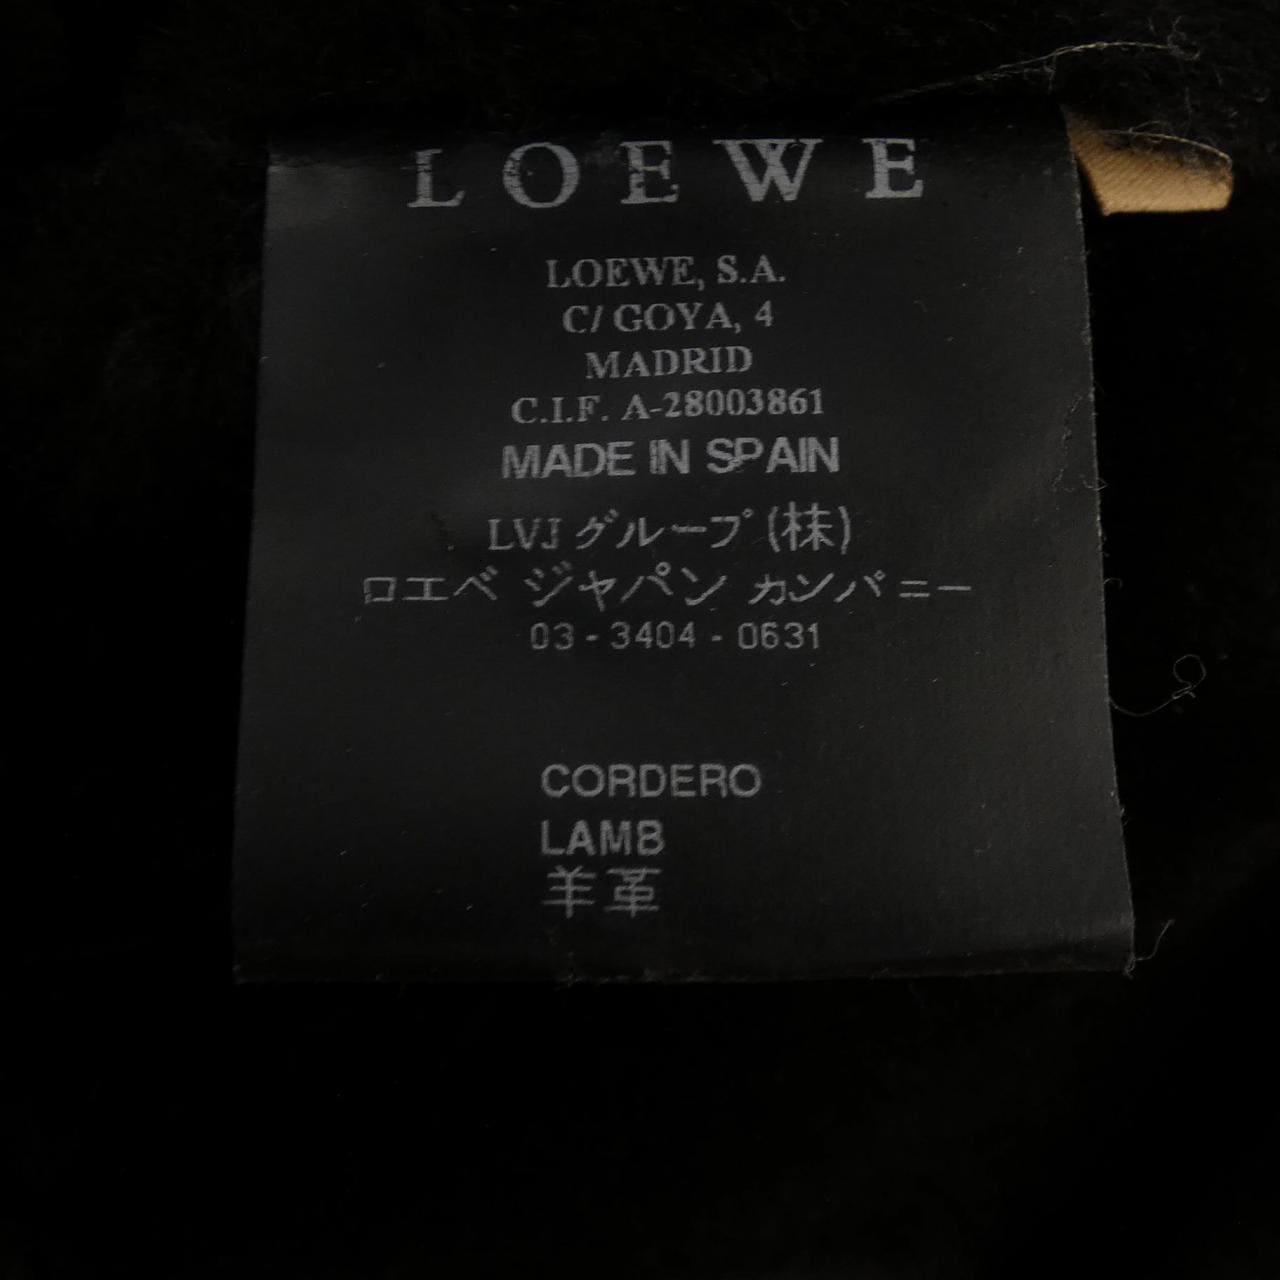 LOEWE
LOEWE, S.A.
C/ GOYA, 4
MADRID
C.I.F. A-28003861
MADE IN SPAIN
LVJ グループ (株)
ロエベ ジャパン カンパニー
03 - 3404 - 0631
CORDERO
LAMB
羊革